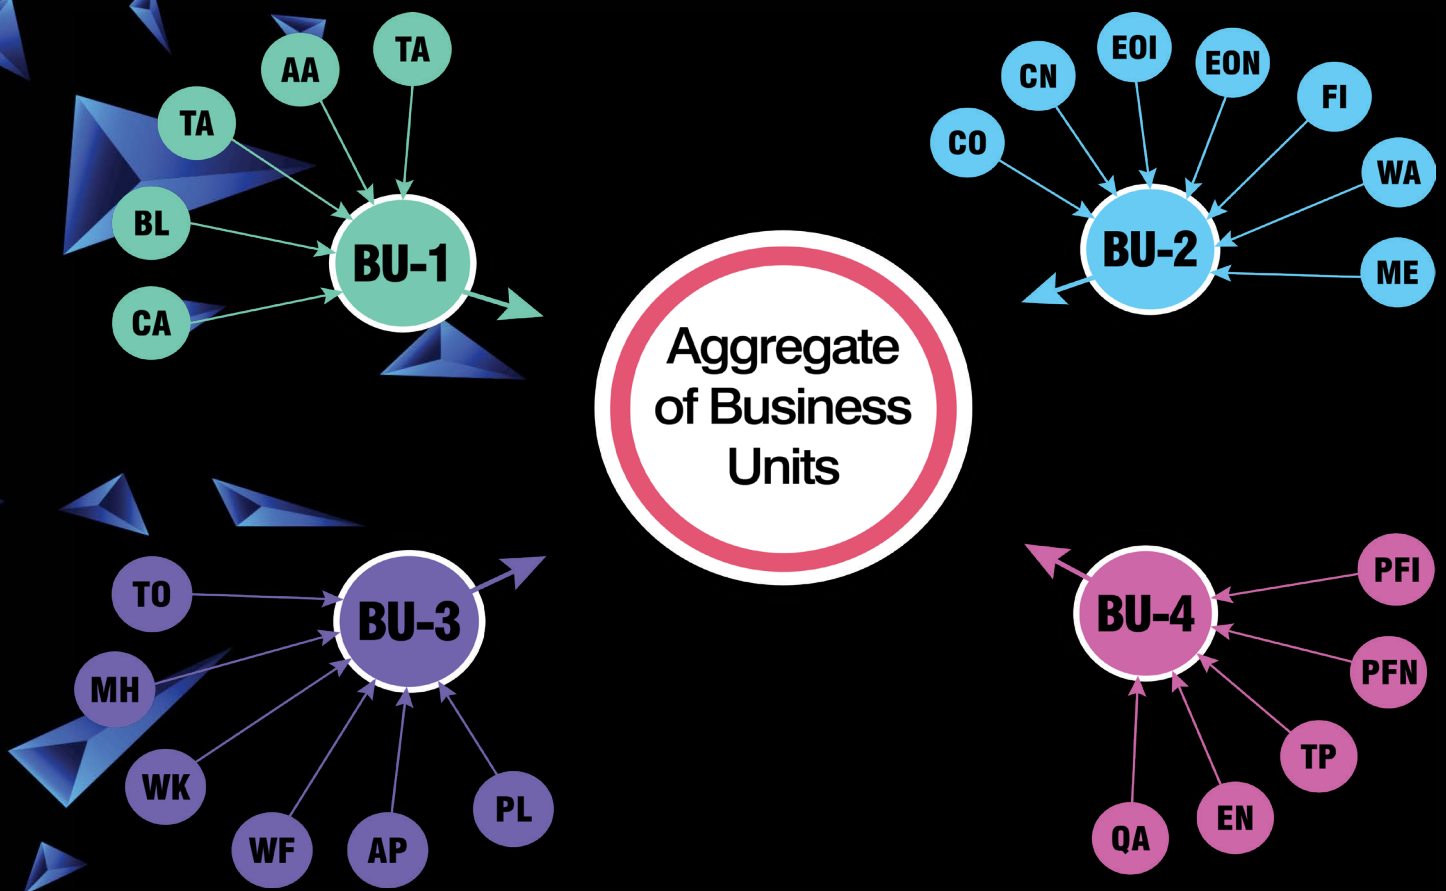 TA
AA
TA
BL
CA
BU-1
CO
CN
EOI
EON
FI
WA
ME
BU-2
Aggregate
of Business
Units
TO
MH
WK
WF
AP
PL
BU-3
PFI
PFN
TP
EN
QA
BU-4